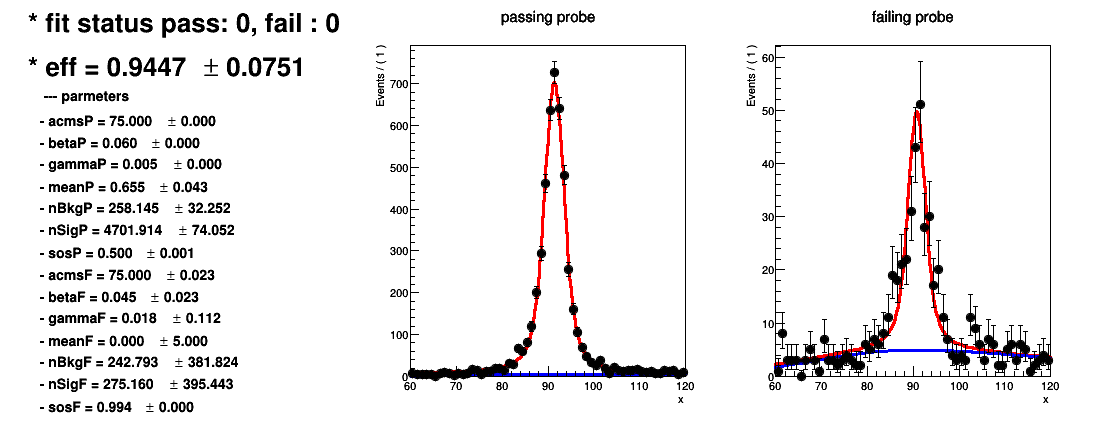 * fit status pass: 0, fail : 0
* eff = 0.9447 ± 0.0751
--- parmeters
- acmsP = 75.000 ± 0.000
- betaP = 0.060 ± 0.000
- gammaP = 0.005 ± 0.000
- meanP = 0.655 ± 0.043
- nBkgP = 258.145 ± 32.252
- nSigP = 4701.914 ± 74.052
- sosP = 0.500 ± 0.001
- acmsF = 75.000 ± 0.023
- betaF = 0.045 ± 0.023
- gammaF = 0.018 ± 0.112
- meanF = 0.000 ± 5.000
- nBkgF = 242.793 ± 381.824
- nSigF = 275.160 ± 395.443
- sosF = 0.994 ± 0.000
passing probe
Events / ( 1 )
700
600
500
400
300
200
100
0
60 70 80 90 100 110 120
x
failing probe
Events / ( 1 )
60
50
40
30
20
10
0
60 70 80 90 100 110 120
x